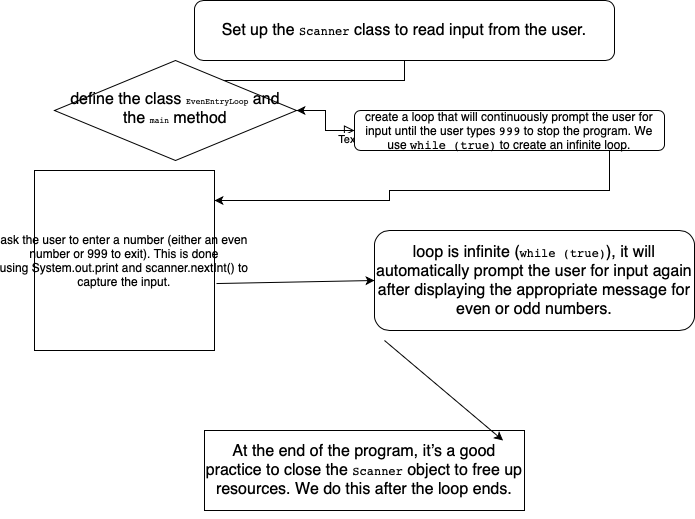 Set up the Scanner class to read input from the user.
define the class EvenEntryLoop and
the main method
create a loop that will continuously prompt the user for
input until the user types 999 to stop the program. We
use while (true) to create an infinite loop.
Tex
ask the user to enter a number (either an even
number or 999 to exit). This is done
using System.out.print and scanner.nextInt() to
capture the input.
loop is infinite (while (true)), it will
automatically prompt the user for input again
after displaying the appropriate message for
even or odd numbers.
At the end of the program, it’s a good
practice to close the Scanner object to free up
resources. We do this after the loop ends.